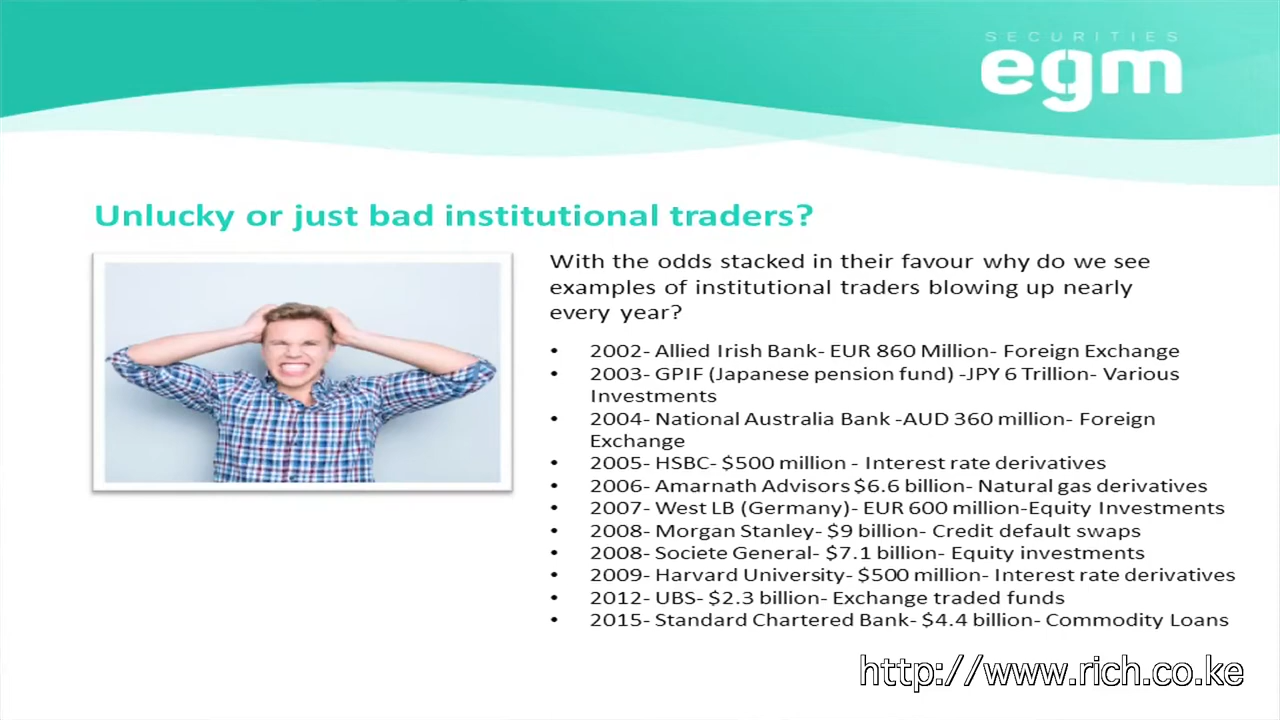 SECURITIES
egm
Unlucky or just bad institutional traders?
With the odds stacked in their favour why do we see
examples of institutional traders blowing up nearly
every year?
• 2002- Allied Irish Bank- EUR 860 Million- Foreign Exchange
• 2003- GPIF (Japanese pension fund) -JPY 6 Trillion- Various
Investments
• 2004- National Australia Bank -AUD 360 million- Foreign
Exchange
• 2005- HSBC- $500 million - Interest rate derivatives
• 2006- Amarnath Advisors $6.6 billion- Natural gas derivatives
• 2007- West LB (Germany)- EUR 600 million-Equity Investments
• 2008- Morgan Stanley- $9 billion- Credit default swaps
• 2008- Societe General- $7.1 billion- Equity investments
• 2009- Harvard University- $500 million- Interest rate derivatives
• 2012- UBS- $2.3 billion- Exchange traded funds
• 2015- Standard Chartered Bank- $4.4 billion- Commodity Loans
http://www.rich.co.ke